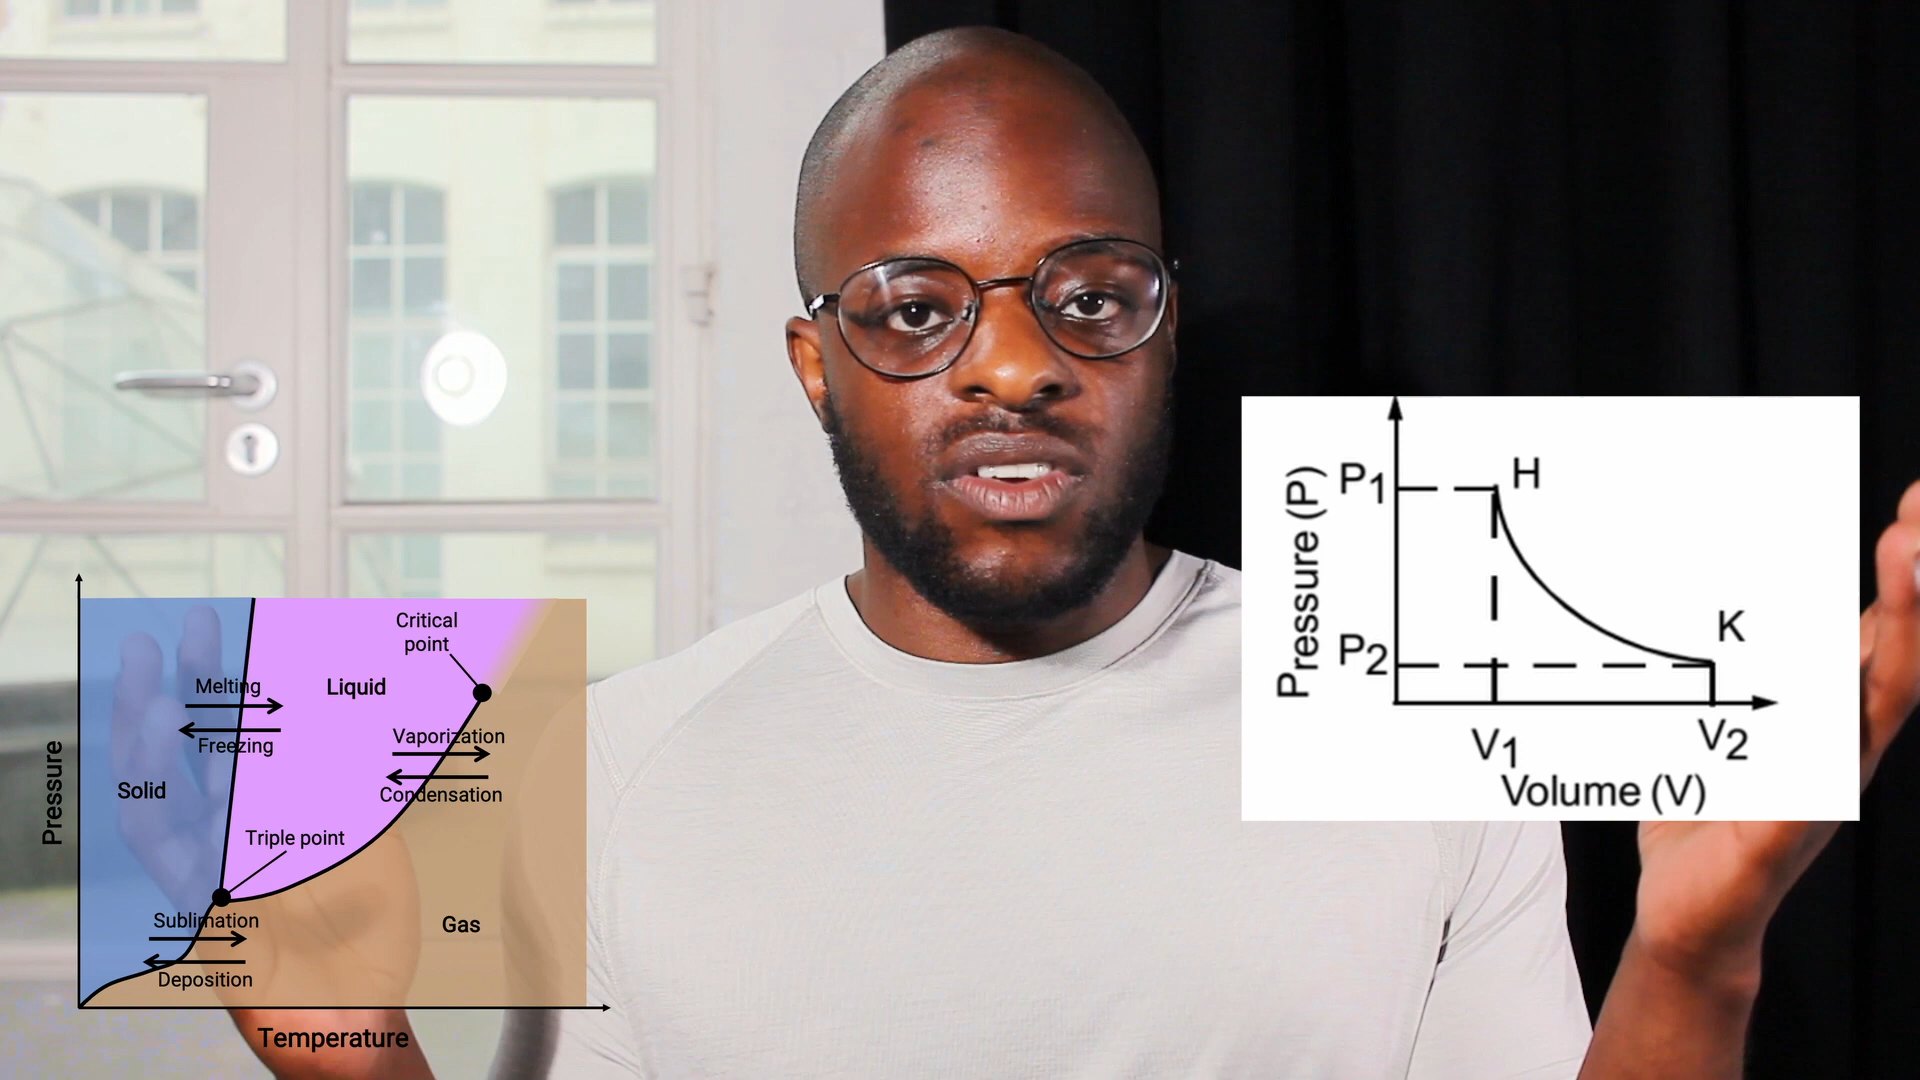 Critical
point
Melting
Liquid
Freezing
Vaporization
Condensation
Solid
Triple point
Sublimation
Gas
Deposition
Pressure
Temperature
P1
H
P2
K
Pressure (P)
V1
V2
Volume (V)